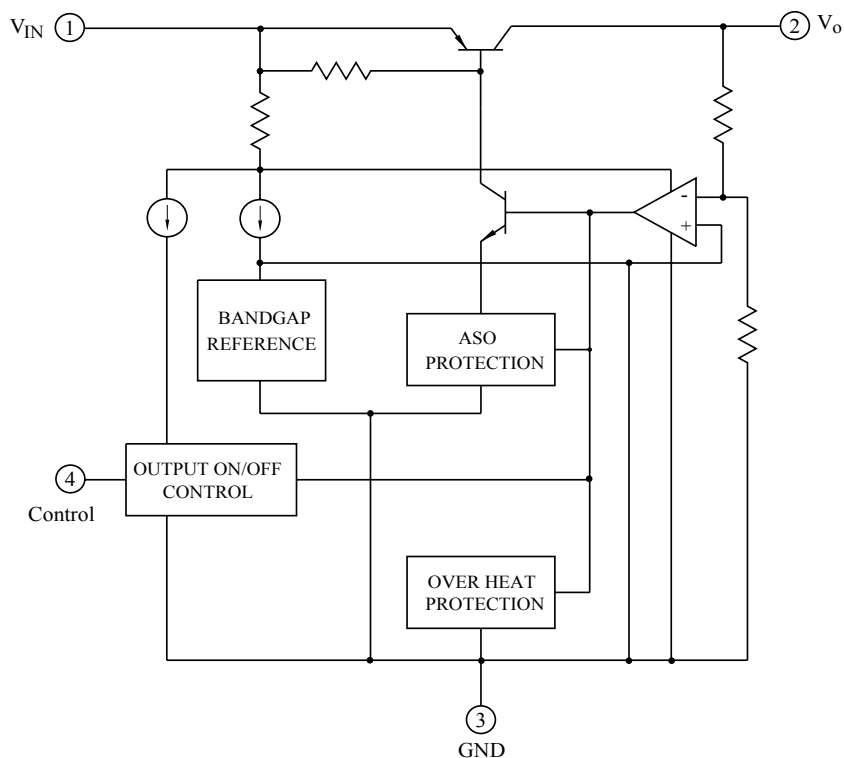 V_IN 1
2 V_o
-
+
BANDGAP
REFERENCE
ASO
PROTECTION
4
Control
OUTPUT ON/OFF
CONTROL
OVER HEAT
PROTECTION
3
GND